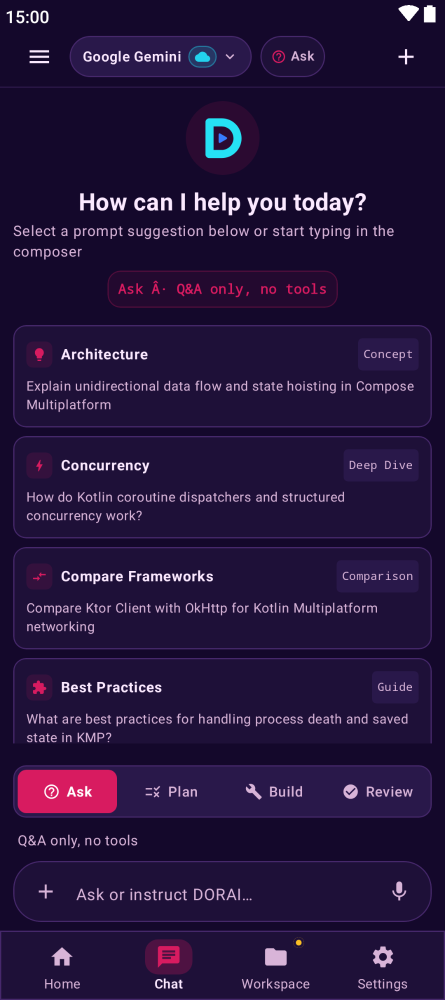 15:00
Google Gemini
Ask
How can I help you today?
Select a prompt suggestion below or start typing in the
composer
Ask Â· Q&A only, no tools
Architecture
Concept
Explain unidirectional data flow and state hoisting in Compose
Multiplatform
Concurrency
Deep Dive
How do Kotlin coroutine dispatchers and structured
concurrency work?
Compare Frameworks
Comparison
Compare Ktor Client with OkHttp for Kotlin Multiplatform
networking
Best Practices
Guide
What are best practices for handling process death and saved
state in KMP?
Ask
Plan
Build
Review
Q&A only, no tools
Ask or instruct DORAI…
Home
Chat
Workspace
Settings